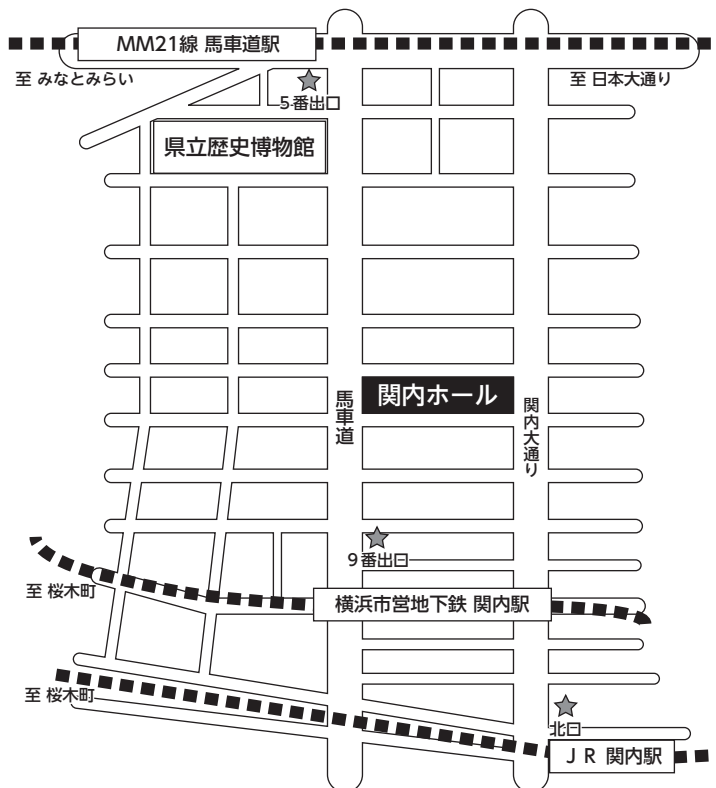 MM21線 馬車道駅
至 みなとみらい
至 日本大通り
5番出口
県立歴史博物館
馬車道
関内ホール
関内大通り
9番出口
至 桜木町
横浜市営地下鉄 関内駅
至 桜木町
北口
JR 関内駅